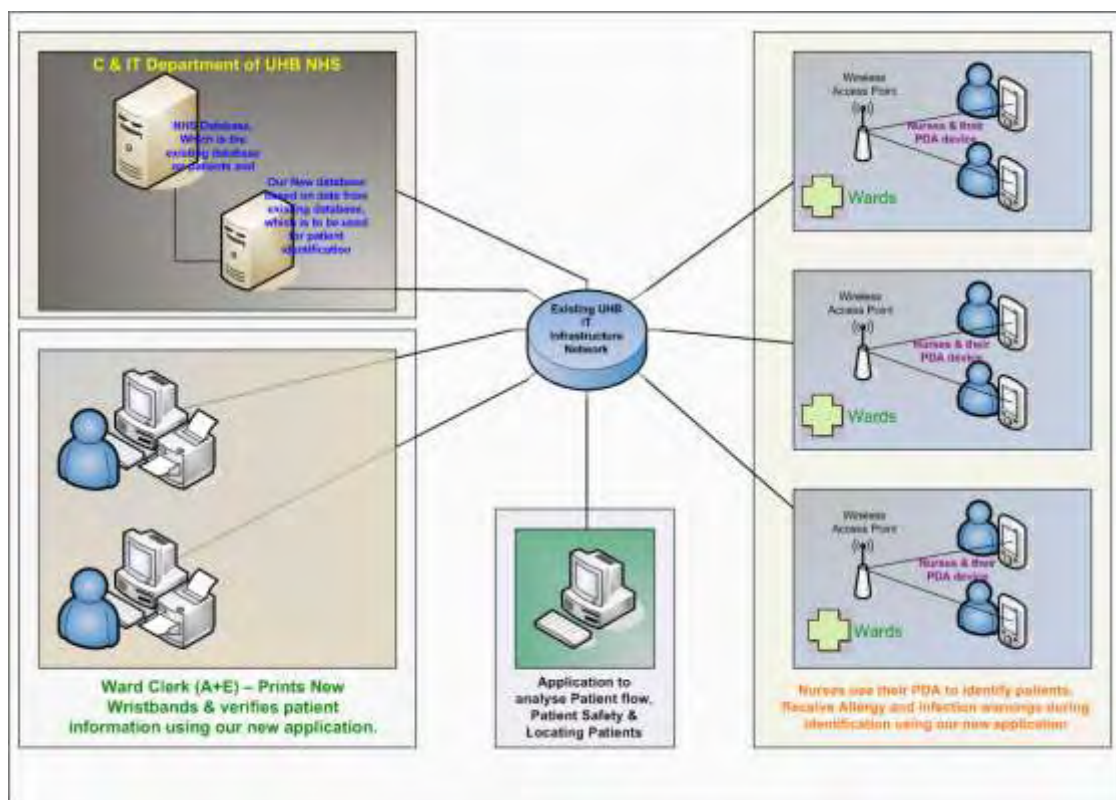 C & IT Department of UHB NHS
NHS Database,
Which is the
existing database
on patients and
Our New database
based on data from
existing database,
which is to be used
for patient
identification
Existing UHB
IT
Infrastructure
Network
Ward Clerk (A+E) – Prints New
Wristbands & verifies patient
information using our new application.
Application to
analyse Patient flow,
Patient Safety &
Locating Patients
Wireless
Access Point
Nurses & their
PDA device
Wards
Wireless
Access Point
Nurses & their
PDA device
Wards
Wireless
Access Point
Nurses & their
PDA device
Wards
Nurses use their PDA to identify patients.
Receive Allergy and infection warnings during
identification using our new application